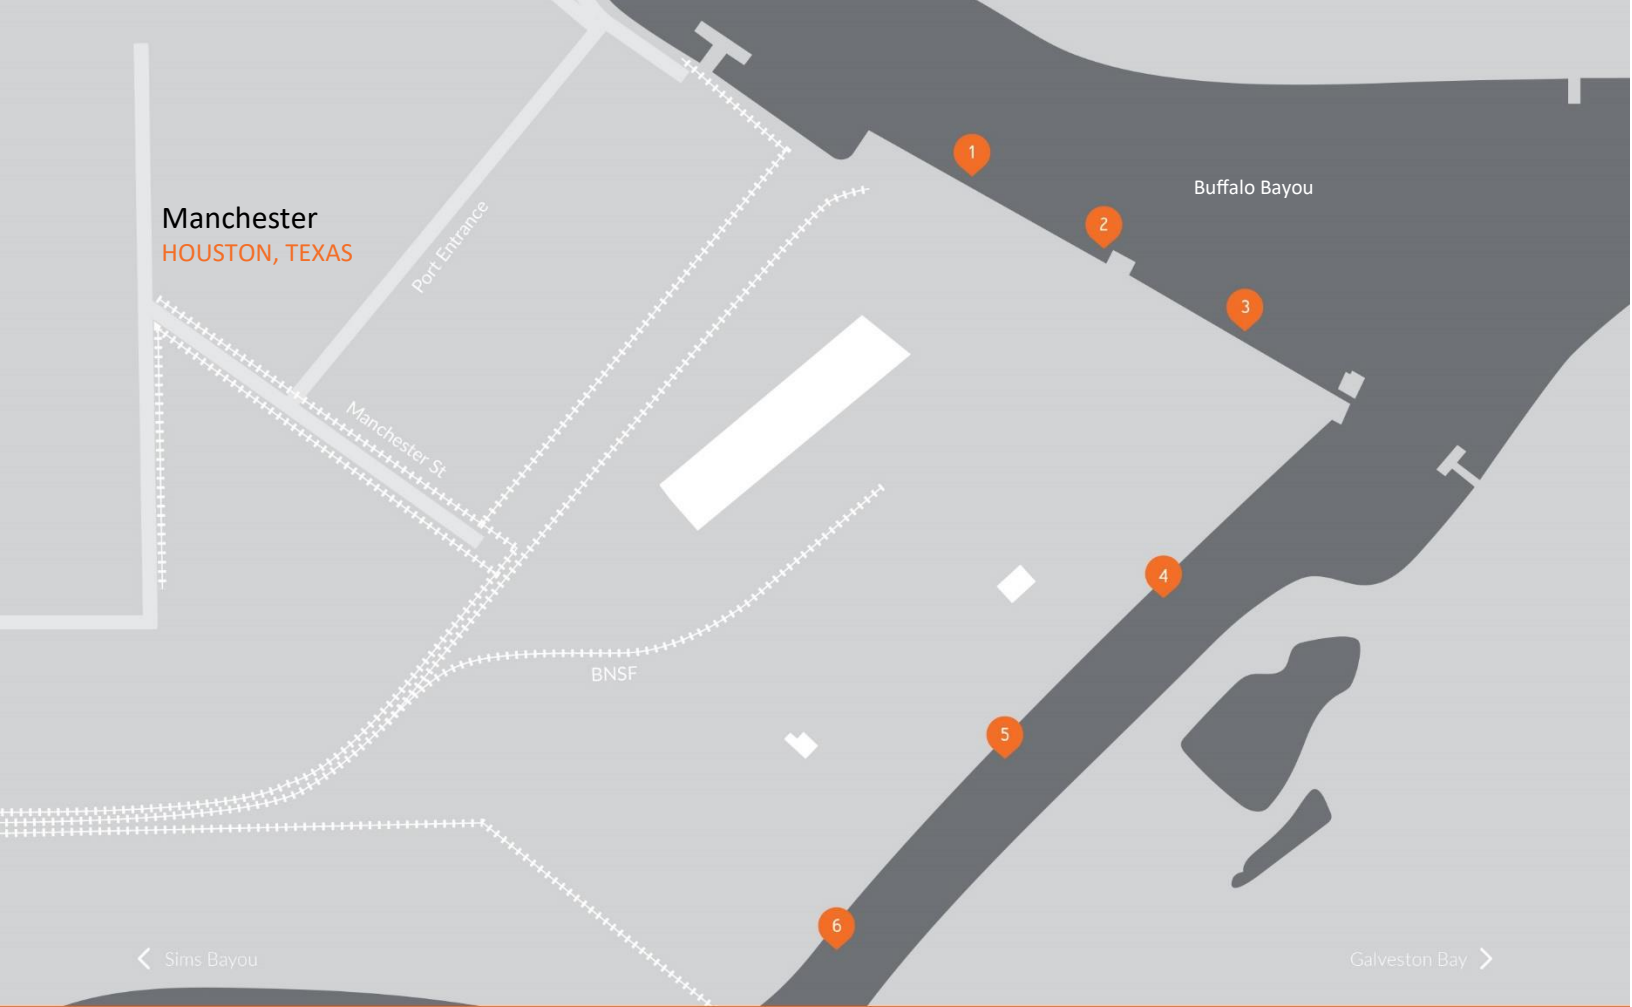 1
Buffalo Bayou
Manchester
HOUSTON, TEXAS
Port Entrance
2
3
Manchester St
4
BNSF
5
6
Sims Bayou
Galveston Bay